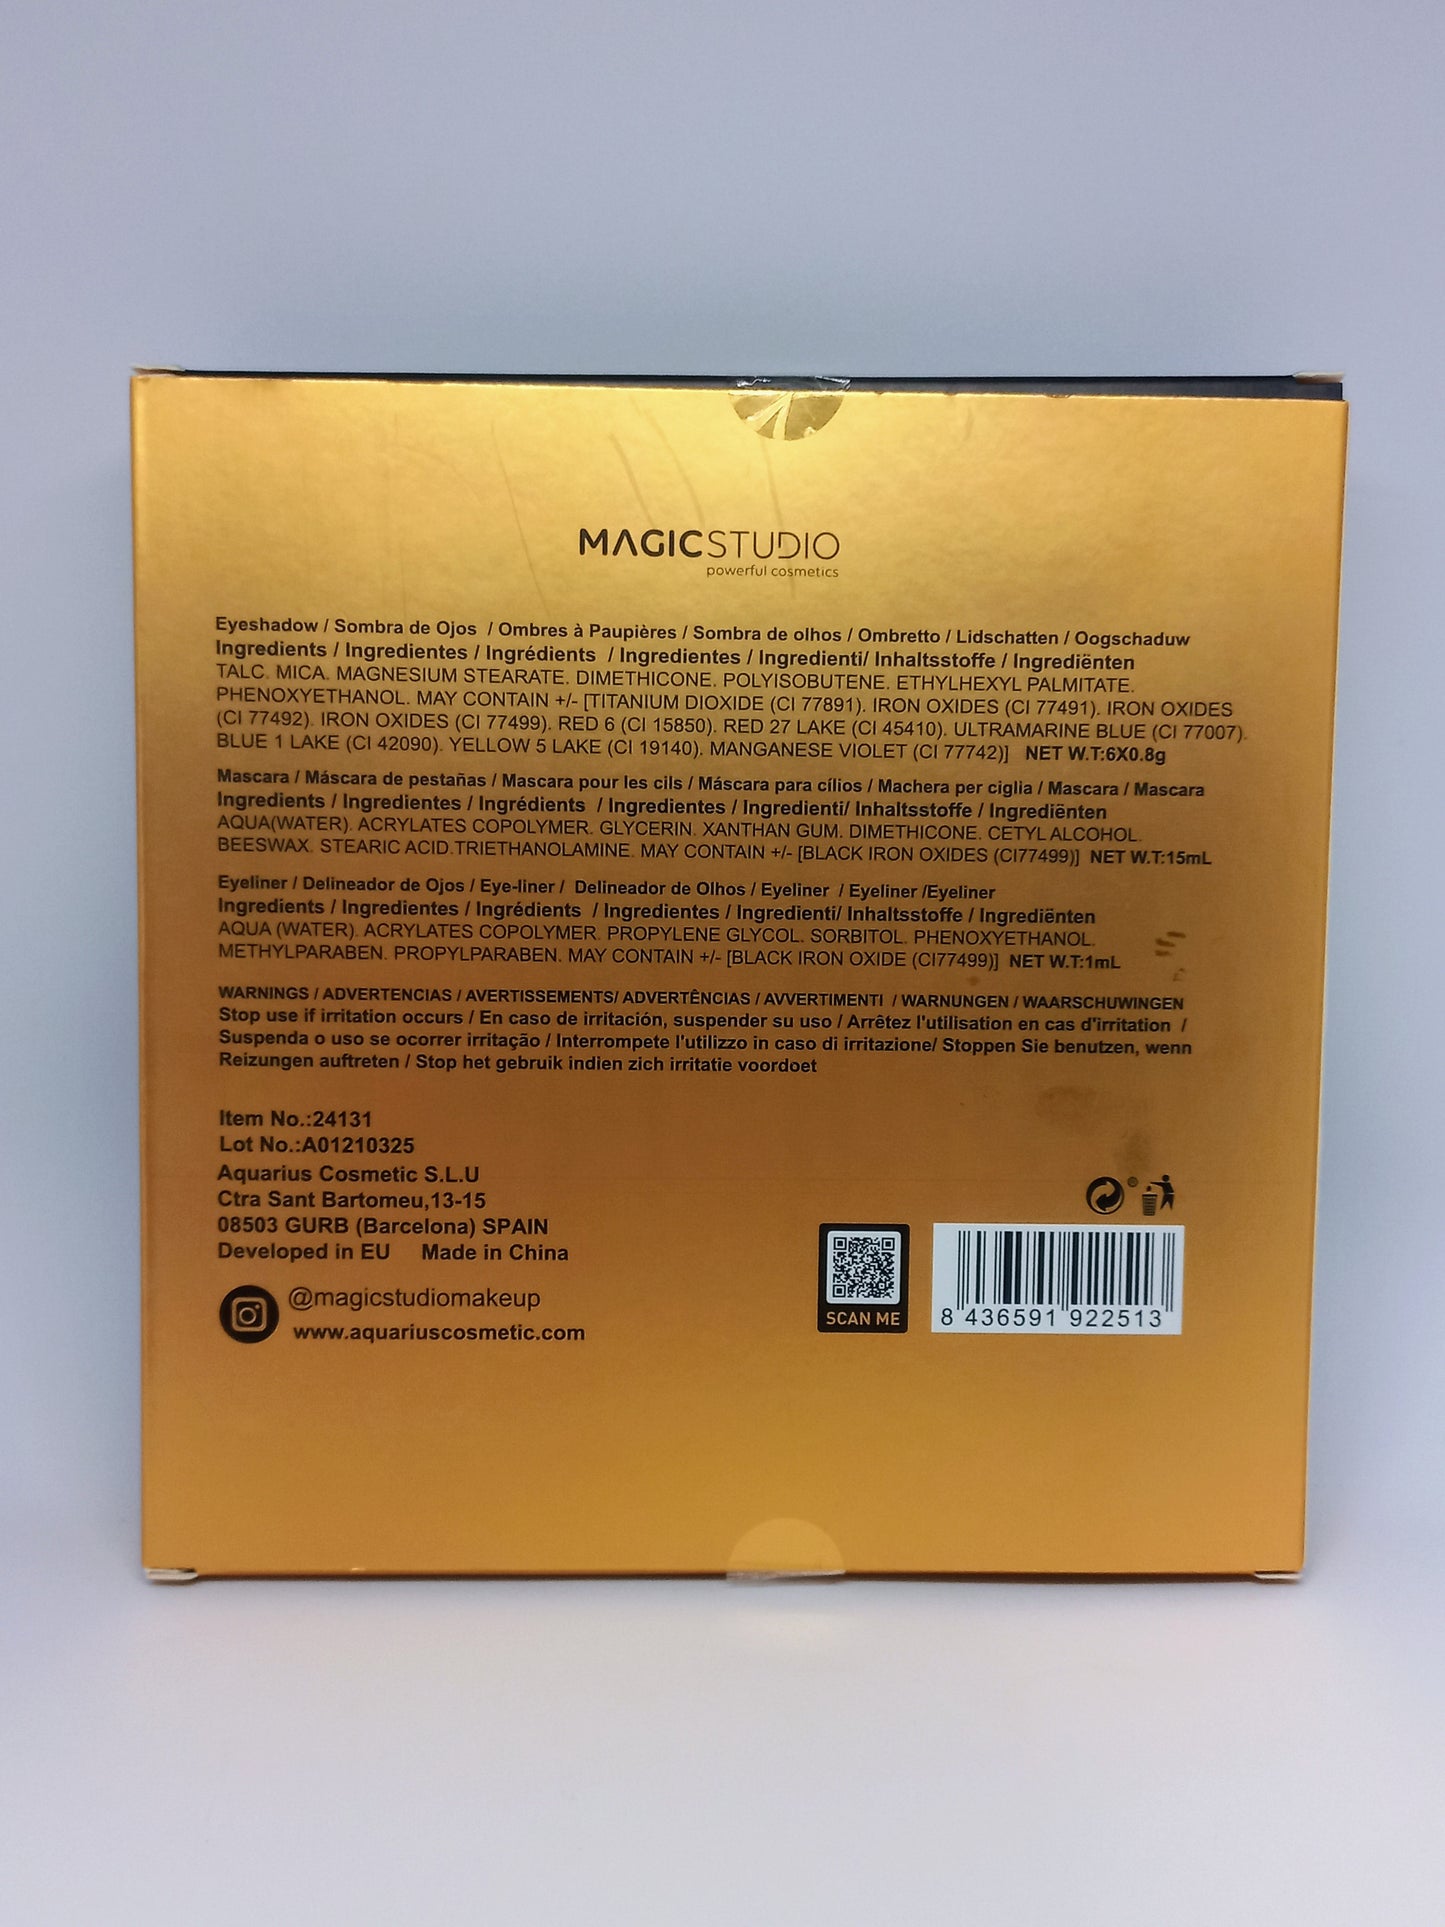 MAGICSTUDIO
powerful cosmetics
Eyeshadow / Sombra de Ojos / Ombres à Paupières / Sombra de olhos / Ombretto / Lidschatten / Oogschaduw
Ingredients / Ingredientes / Ingrédients / Ingredientes / Ingredienti/ Inhaltsstoffe / Ingrediënten
TALC. MICA. MAGNESIUM STEARATE. DIMETHICONE. POLYISOBUTENE. ETHYLHEXYL PALMITATE.
PHENOXYETHANOL. MAY CONTAIN +/- [TITANIUM DIOXIDE (CI 77891). IRON OXIDES (CI 77491). IRON OXIDES
(CI 77492). IRON OXIDES (CI 77499). RED 6 (CI 15850). RED 27 LAKE (CI 45410). ULTRAMARINE BLUE (CI 77007).
BLUE 1 LAKE (CI 42090). YELLOW 5 LAKE (CI 19140). MANGANESE VIOLET (CI 77742)] NET W.T:6X0.8g
Mascara / Máscara de pestañas / Mascara pour les cils / Máscara para cílios / Machera per ciglia / Mascara / Mascara
Ingredients / Ingredientes / Ingrédients / Ingredientes / Ingredienti/ Inhaltsstoffe / Ingrediënten
AQUA(WATER). ACRYLATES COPOLYMER. GLYCERIN. XANTHAN GUM. DIMETHICONE. CETYL ALCOHOL.
BEESWAX. STEARIC ACID.TRIETHANOLAMINE. MAY CONTAIN +/- [BLACK IRON OXIDES (CI77499)] NET W.T:15mL
Eyeliner / Delineador de Ojos / Eye-liner / Delineador de Olhos / Eyeliner / Eyeliner /Eyeliner
Ingredients / Ingredientes / Ingrédients / Ingredientes / Ingredienti/ Inhaltsstoffe / Ingrediënten
AQUA (WATER). ACRYLATES COPOLYMER. PROPYLENE GLYCOL. SORBITOL. PHENOXYETHANOL.
METHYLPARABEN. PROPYLPARABEN. MAY CONTAIN +/- [BLACK IRON OXIDE (CI77499)] NET W.T:1mL
WARNINGS / ADVERTENCIAS / AVERTISSEMENTS/ ADVERTÊNCIAS / AVVERTIMENTI / WARNUNGEN / WAARSCHUWINGEN
Stop use if irritation occurs / En caso de irritación, suspender su uso / Arrêtez l'utilisation en cas d'irritation /
Suspenda o uso se ocorrer irritação / Interrompete l'utilizzo in caso di irritazione/ Stoppen Sie benutzen, wenn
Reizungen auftreten / Stop het gebruik indien zich irritatie voordoet
Item No.:24131
Lot No.:A01210325
Aquarius Cosmetic S.L.U
Ctra Sant Bartomeu,13-15
08503 GURB (Barcelona) SPAIN
Developed in EU Made in China
@magicstudiomakeup
www.aquariuscosmetic.com
SCAN ME
8 436591 922513